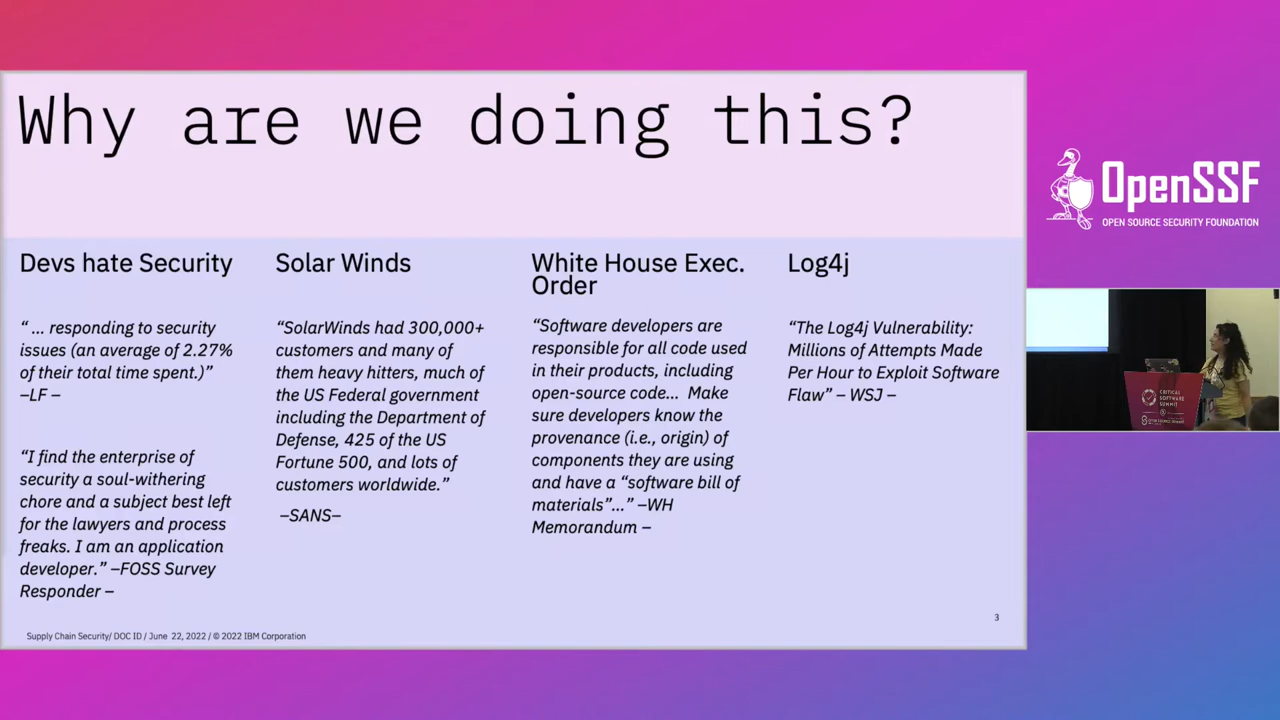 Why are we doing this?
Devs hate Security
“ ... responding to security
issues (an average of 2.27%
of their total time spent.)”
–LF –
“I find the enterprise of
security a soul-withering
chore and a subject best left
for the lawyers and process
freaks. I am an application
developer.” –FOSS Survey
Responder –
Solar Winds
“SolarWinds had 300,000+
customers and many of
them heavy hitters, much of
the US Federal government
including the Department of
Defense, 425 of the US
Fortune 500, and lots of
customers worldwide.”
–SANS–
White House Exec.
Order
“Software developers are
responsible for all code used
in their products, including
open-source code... Make
sure developers know the
provenance (i.e., origin) of
components they are using
and have a “software bill of
materials”...” –WH
Memorandum –
Log4j
“The Log4j Vulnerability:
Millions of Attempts Made
Per Hour to Exploit Software
Flaw” – WSJ –
3
Supply Chain Security/ DOC ID / June 22, 2022 / © 2022 IBM Corporation
OpenSSF
OPEN SOURCE SECURITY FOUNDATION
CRITICAL
SOFTWARE
SUMMIT